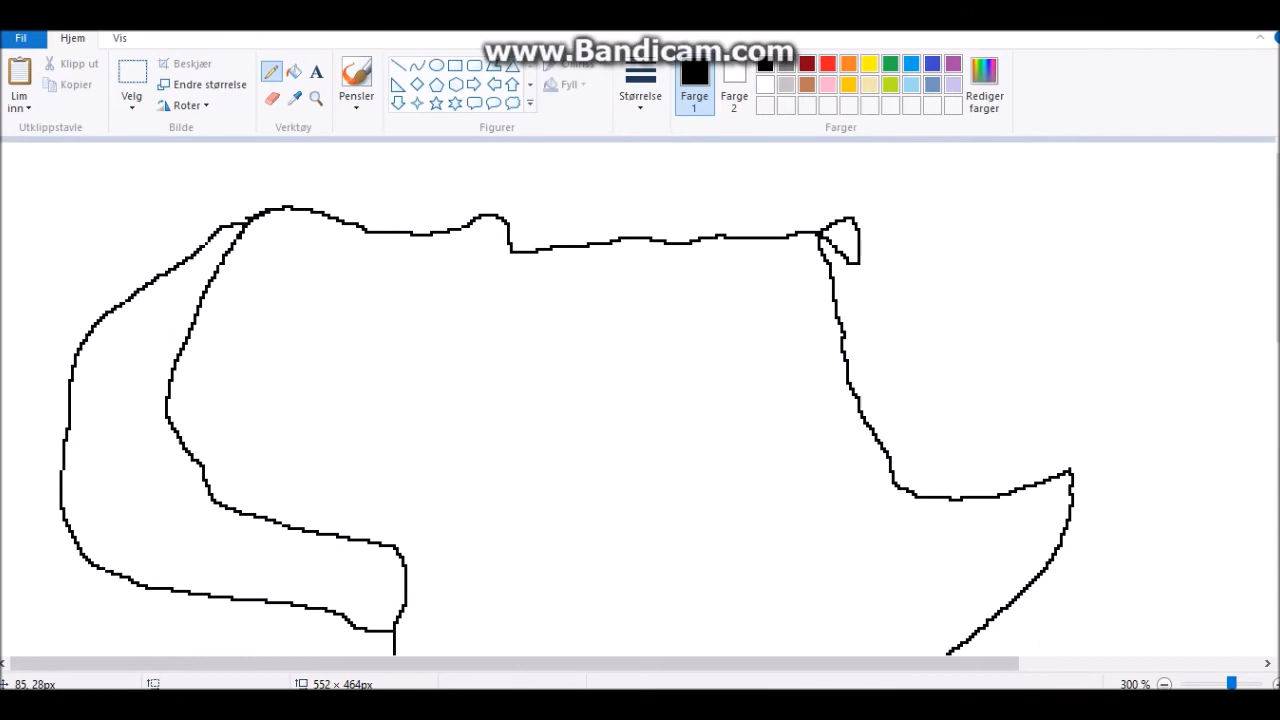 www.Bandicam.com
Fil
Hjem
Vis
Lim
inn
Klipp ut
Kopier
Utklippstavle
Velg
Beskjær
Endre størrelse
Roter
Bilde
Verktøy
Pensler
Fyll
Figurer
Størrelse
Farge
1
Farge
2
Rediger
farger
Farger
85, 28px
552 × 464px
300 %